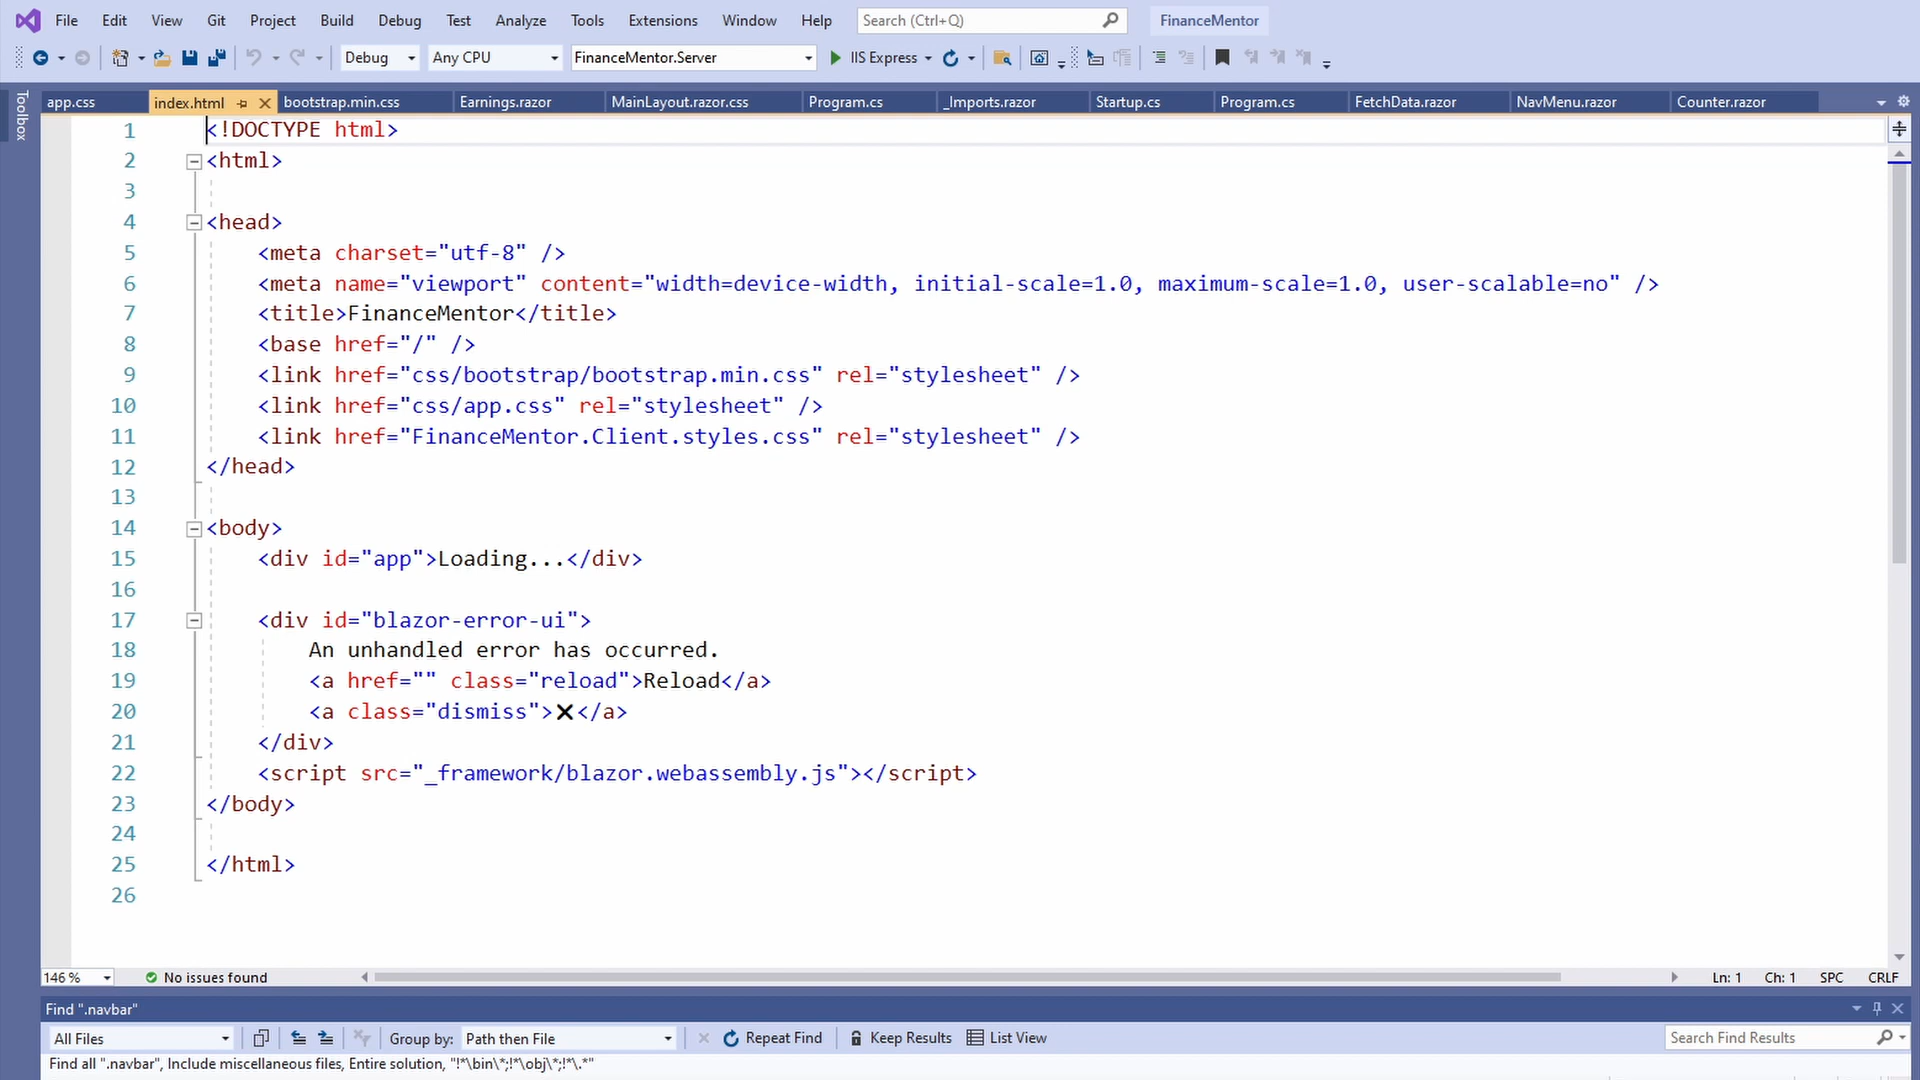 File Edit View Git Project Build Debug Test Analyze Tools Extensions Window Help Search (Ctrl+Q) FinanceMentor
Debug Any CPU FinanceMentor.Server IIS Express
Toolbox
app.css index.html bootstrap.min.css Earnings.razor MainLayout.razor.css Program.cs _Imports.razor Startup.cs Program.cs FetchData.razor NavMenu.razor Counter.razor
1 <!DOCTYPE html>
2 <html>
3
4 <head>
5 <meta charset="utf-8" />
6 <meta name="viewport" content="width=device-width, initial-scale=1.0, maximum-scale=1.0, user-scalable=no" />
7 <title>FinanceMentor</title>
8 <base href="/" />
9 <link href="css/bootstrap/bootstrap.min.css" rel="stylesheet" />
10 <link href="css/app.css" rel="stylesheet" />
11 <link href="FinanceMentor.Client.styles.css" rel="stylesheet" />
12 </head>
13
14 <body>
15 <div id="app">Loading...</div>
16
17 <div id="blazor-error-ui">
18 An unhandled error has occurred.
19 <a href="" class="reload">Reload</a>
20 <a class="dismiss">🗙</a>
21 </div>
22 <script src="_framework/blazor.webassembly.js"></script>
23 </body>
24
25 </html>
26
146 % No issues found Ln: 1 Ch: 1 SPC CRLF
Find ".navbar"
All Files Group by: Path then File Repeat Find Keep Results List View Search Find Results
Find all ".navbar", Include miscellaneous files, Entire solution, "!*\bin\*;!*\obj\*;!*\.*"